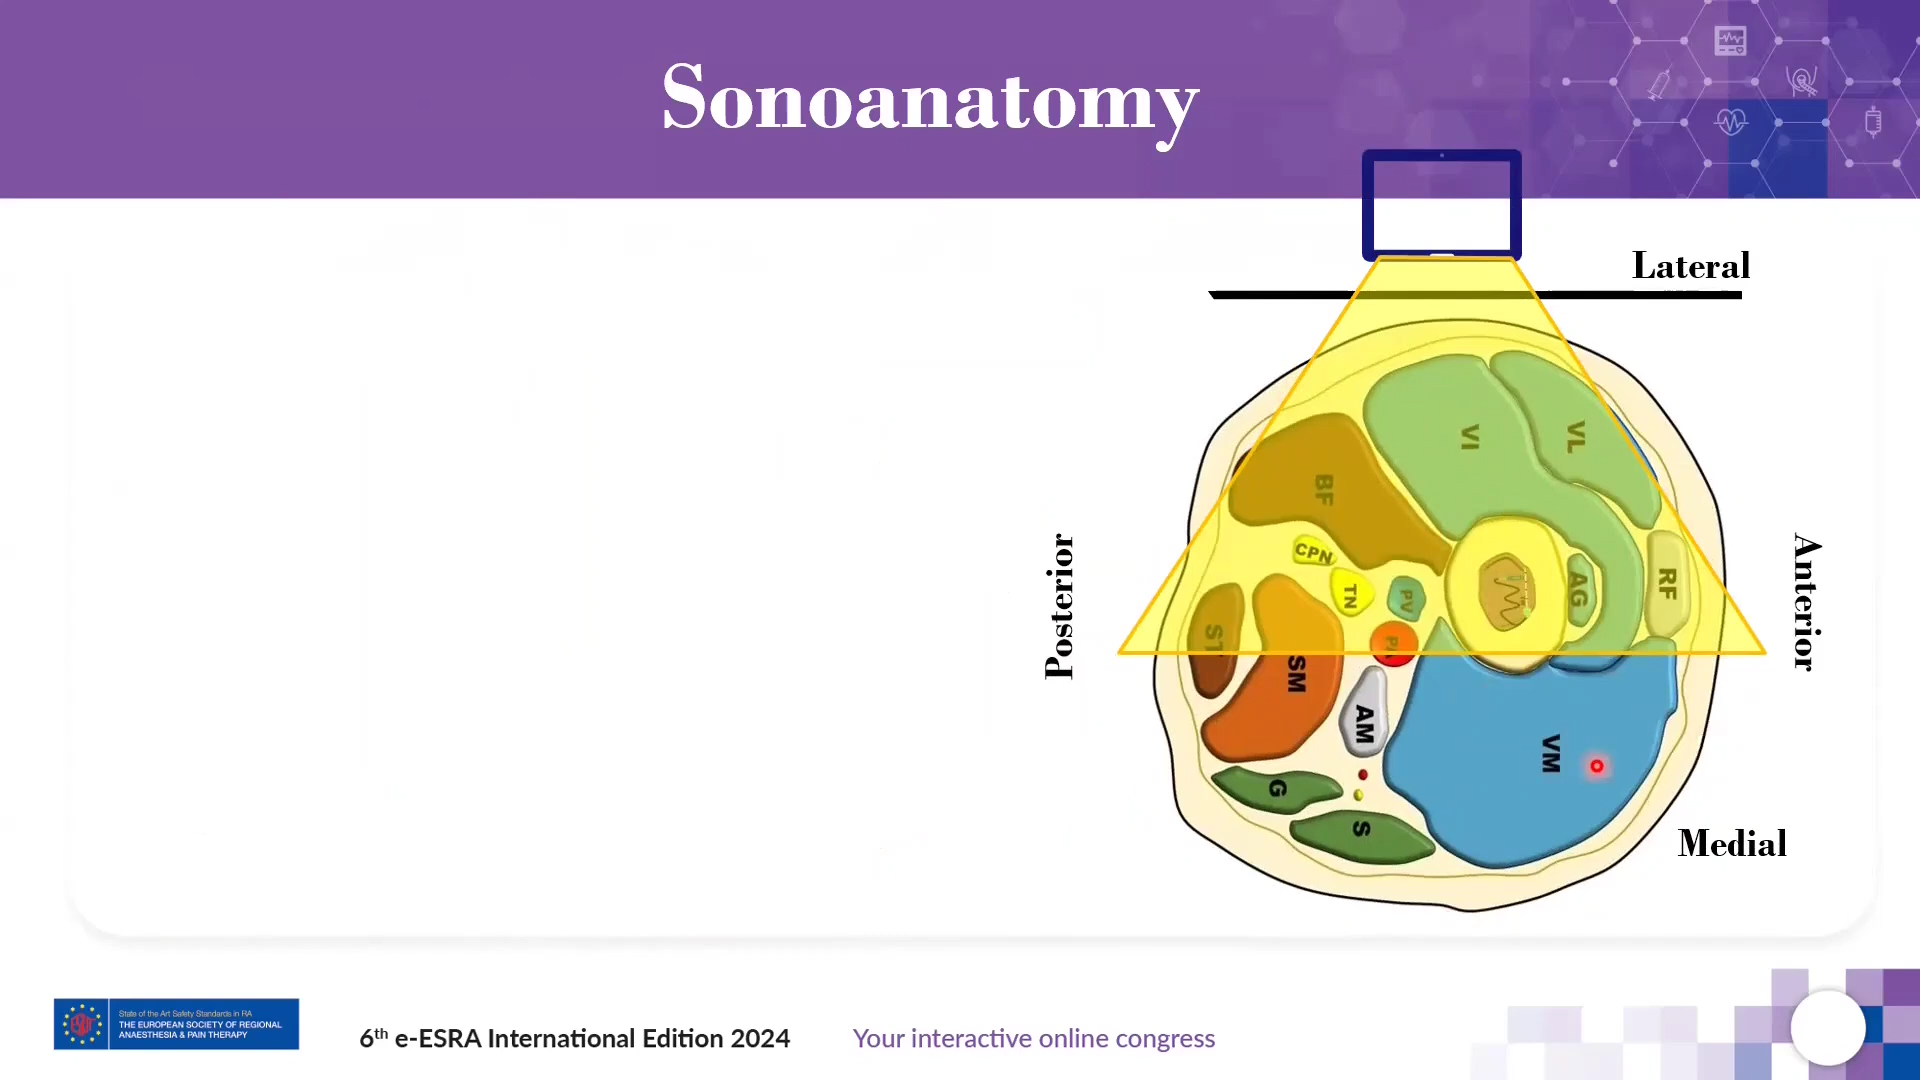 Sonoanatomy
Lateral
Posterior
Anterior
VI
VL
BF
CPN
TN
PV
PA
AG
RF
ST
SM
AM
VM
G
S
Medial
State of the Art Safety Standards in RA
THE EUROPEAN SOCIETY OF REGIONAL
ANAESTHESIA & PAIN THERAPY
6th e-ESRA International Edition 2024
Your interactive online congress